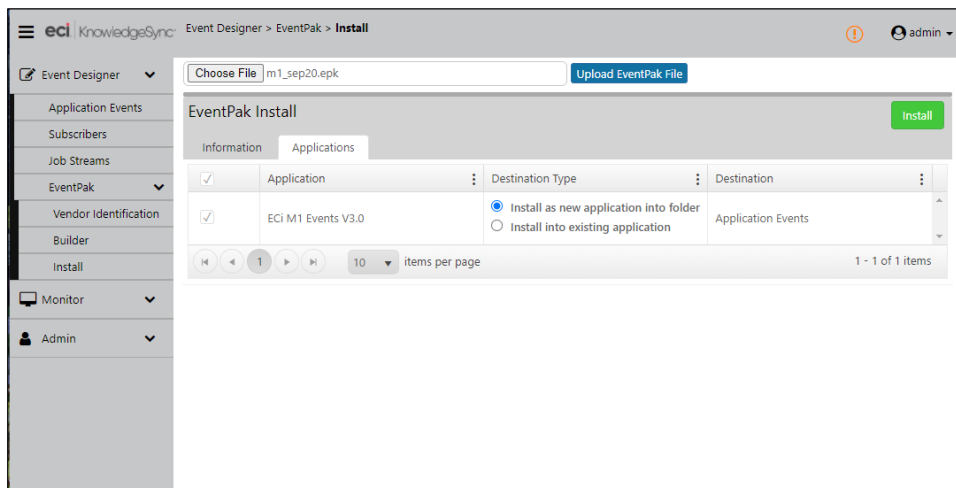 eci KnowledgeSync
Event Designer > EventPak > Install
admin
Event Designer
Application Events
Subscribers
Job Streams
EventPak
Vendor Identification
Builder
Install
Monitor
Admin
Choose File m1_sep20.epk
Upload EventPak File
EventPak Install
Install
Information Applications
Application Destination Type Destination
ECi M1 Events V3.0
Install as new application into folder
Install into existing application
Application Events
1
10 items per page
1 - 1 of 1 items